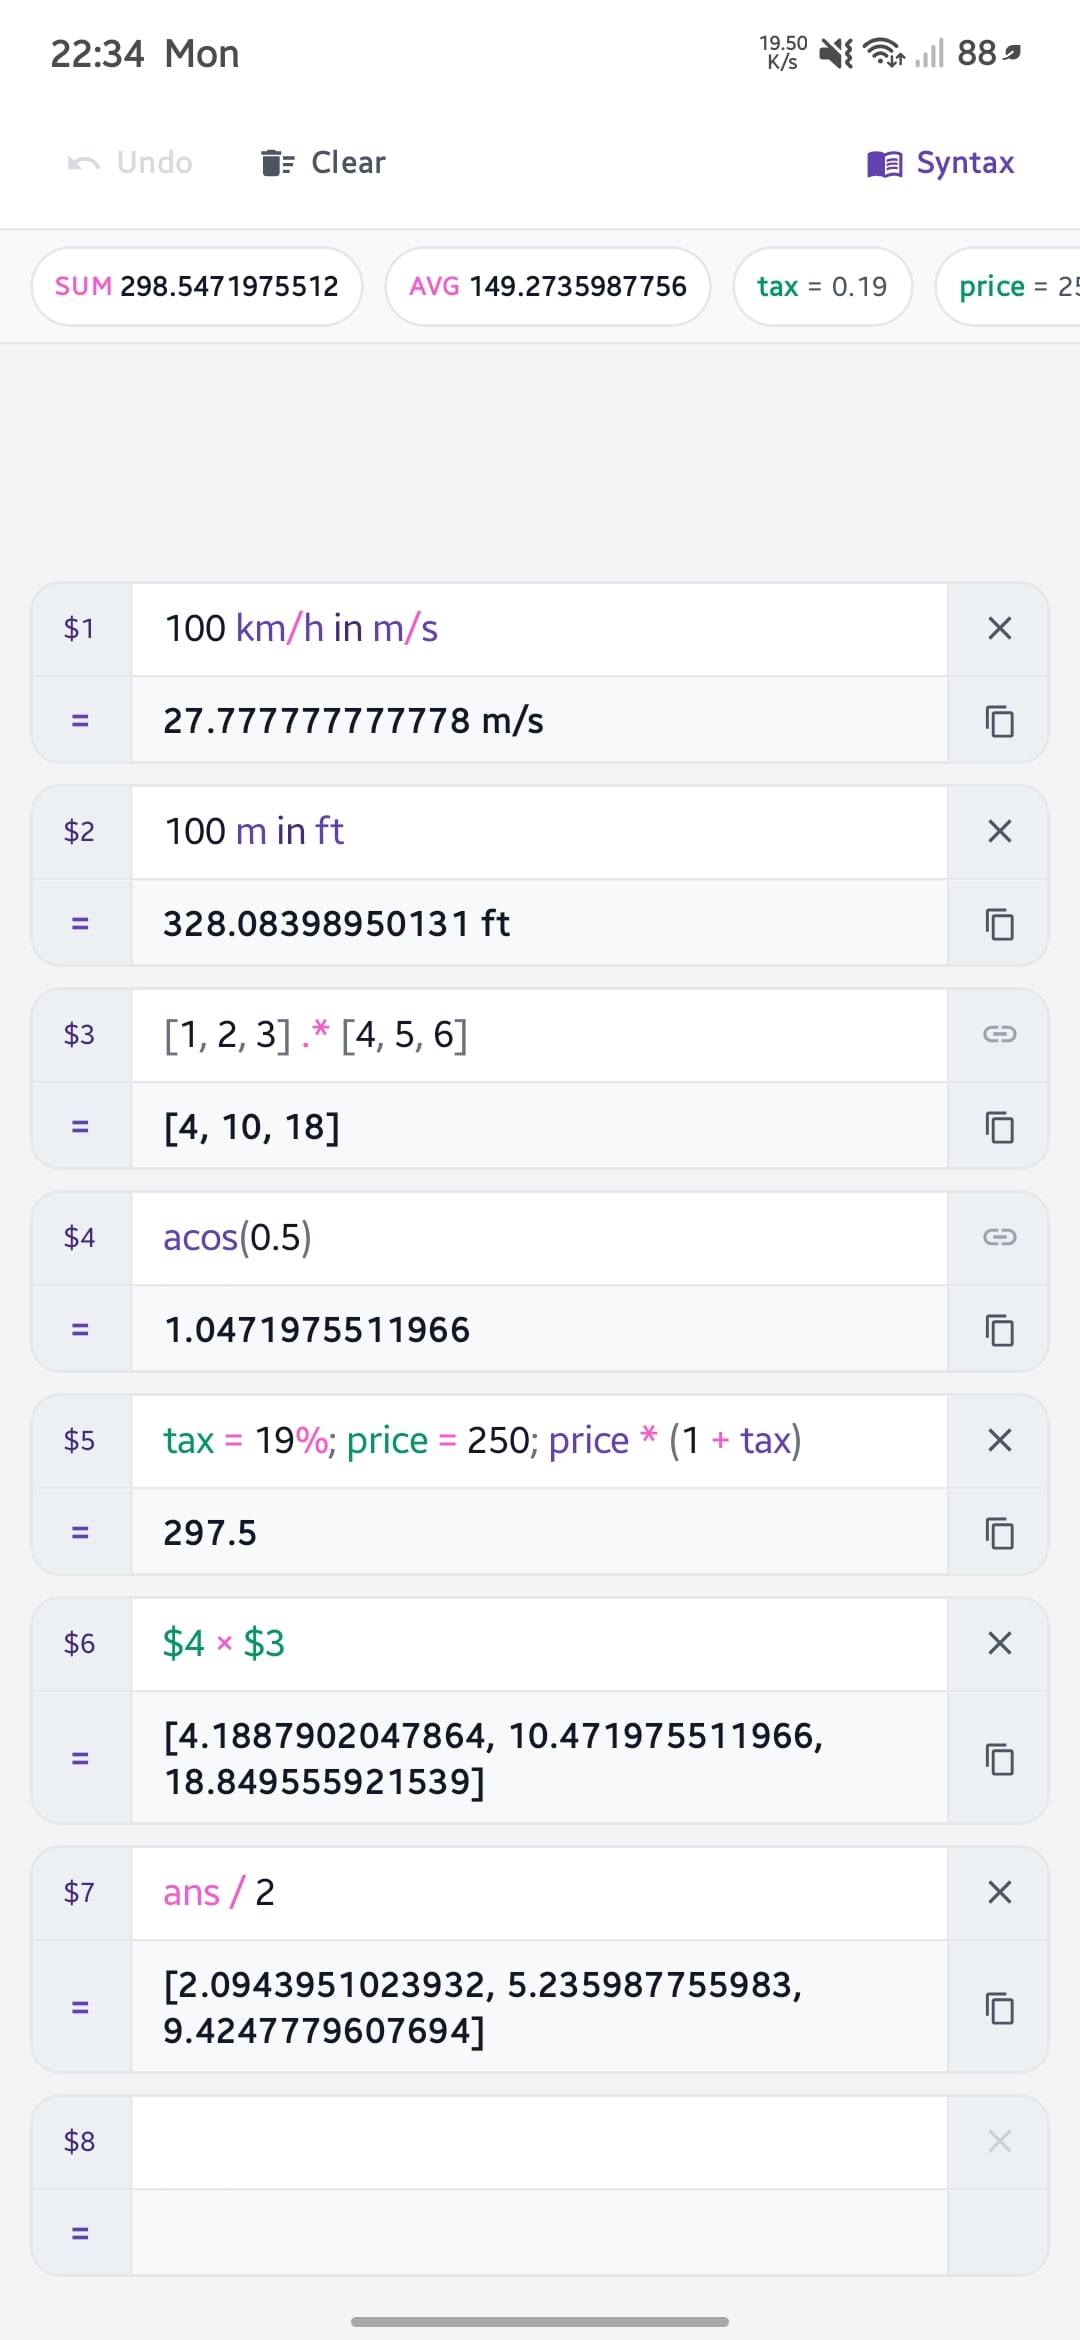 22:34 Mon
19.50 K/s
88
Undo
Clear
Syntax
SUM 298.5471975512
AVG 149.2735987756
tax = 0.19
price = 25
$1
100 km/h in m/s
=
27.777777777778 m/s
$2
100 m in ft
=
328.08398950131 ft
$3
[1, 2, 3] .* [4, 5, 6]
=
[4, 10, 18]
$4
acos(0.5)
=
1.0471975511966
$5
tax = 19%; price = 250; price * (1 + tax)
=
297.5
$6
$4 × $3
=
[4.1887902047864, 10.471975511966,
18.849555921539]
$7
ans / 2
=
[2.0943951023932, 5.235987755983,
9.4247779607694]
$8
=